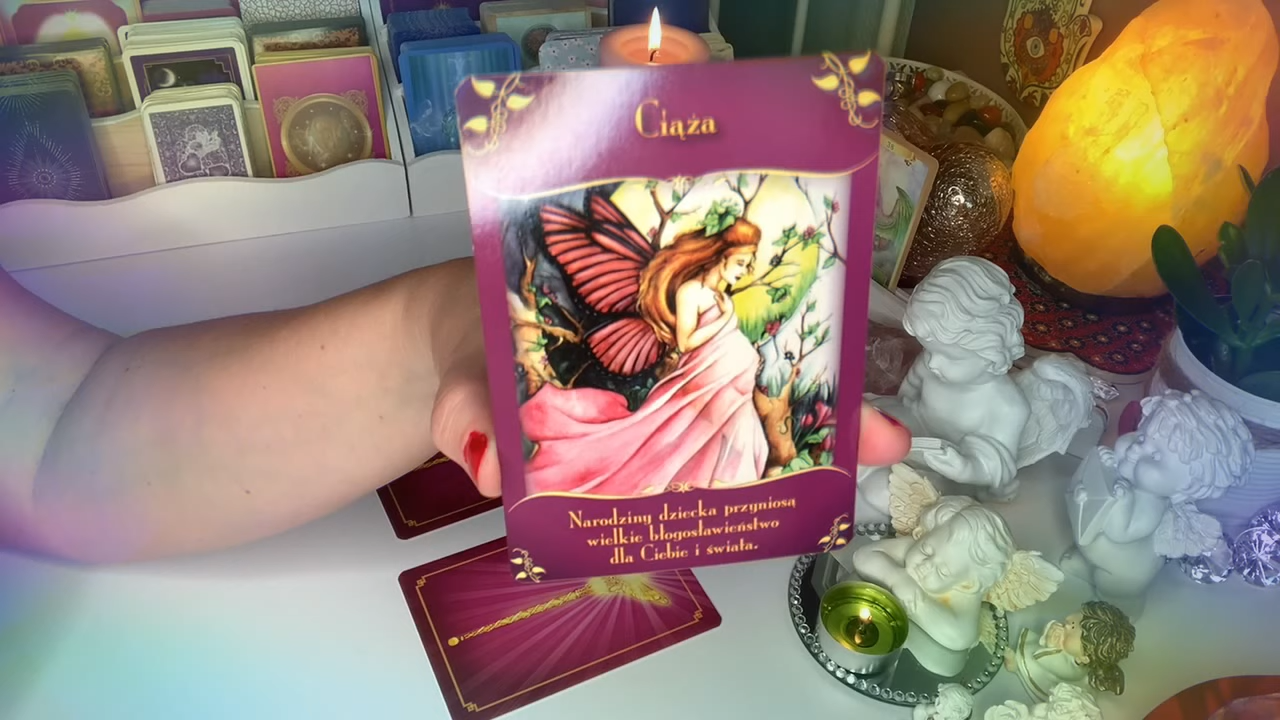 Ciąża
Narodziny dziecka przyniosą
wielkie błogosławieństwo
dla Ciebie i świata.